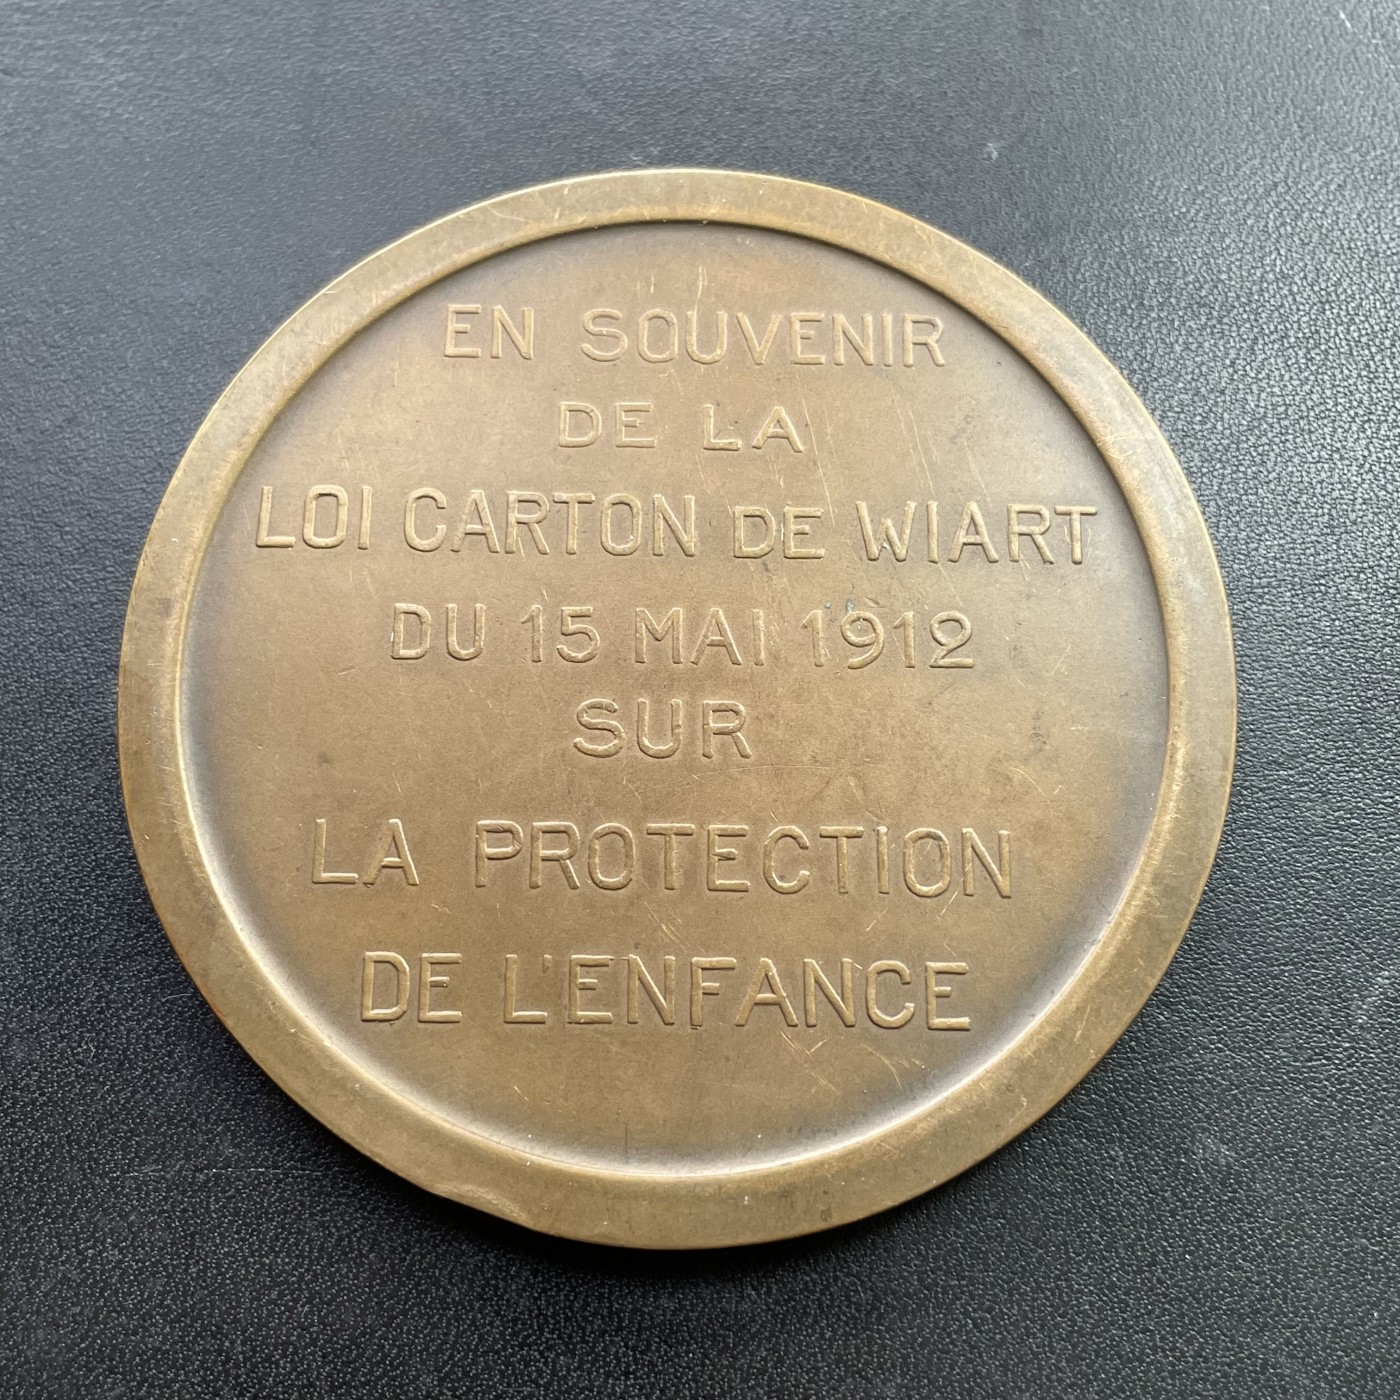 EN SOUVENIR
DE LA
LOI CARTON DE WIART
DU 15 MAI 1912
SUR
LA PROTECTION
DE L'ENFANCE